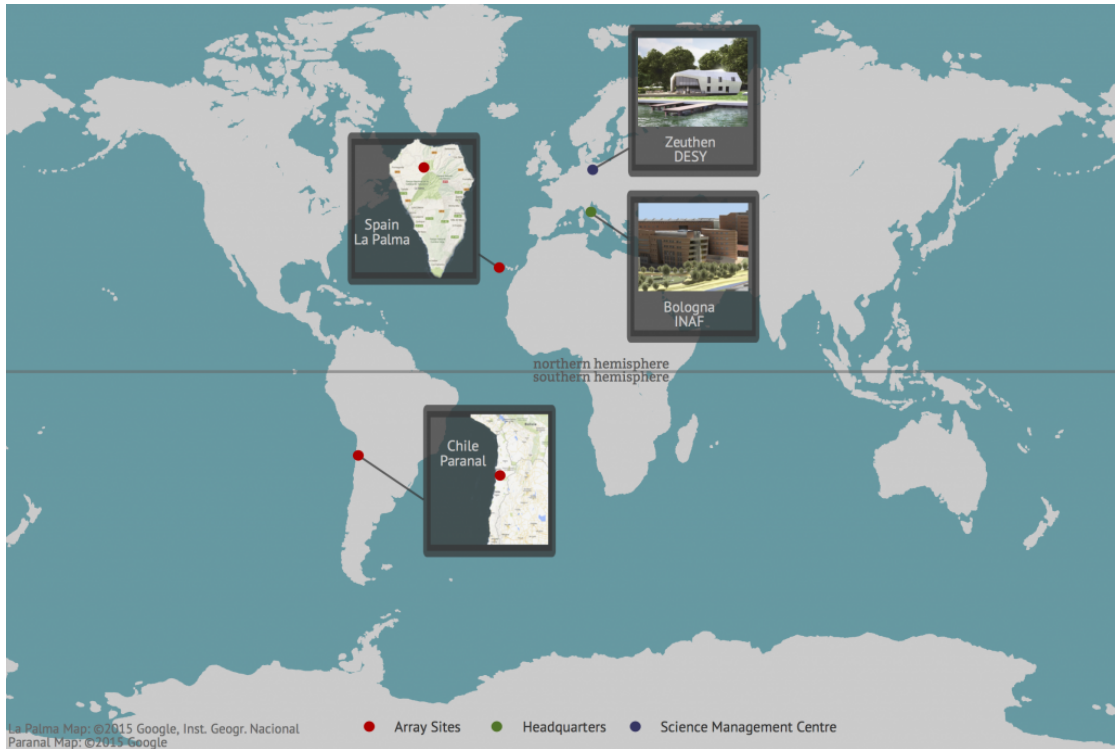 Zeuthen
DESY
Spain
La Palma
Bologna
INAF
northern hemisphere
southern hemisphere
Chile
Paranal
La Palma Map: ©2015 Google, Inst. Geogr. Nacional
Paranal Map: ©2015 Google
Array Sites
Headquarters
Science Management Centre